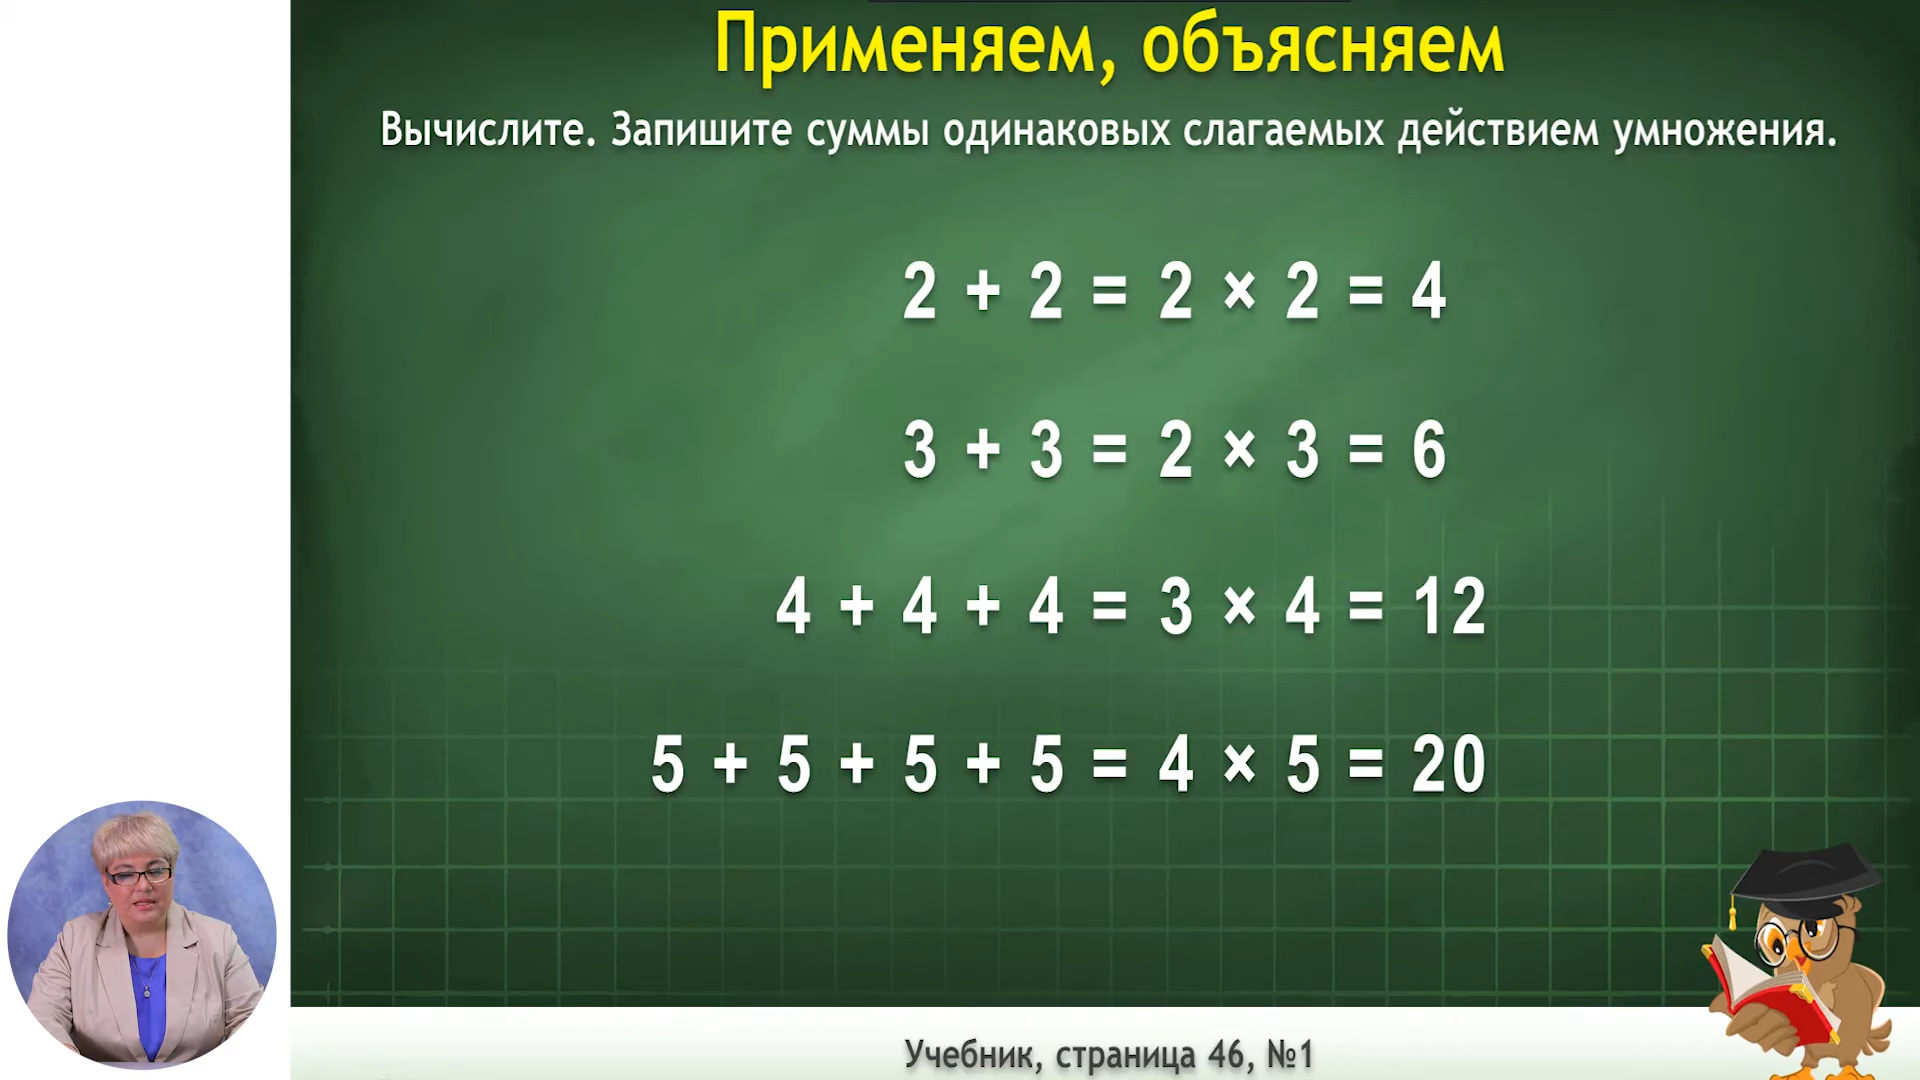 Применяем, объясняем
Вычислите. Запишите суммы одинаковых слагаемых действием умножения.
2 + 2 = 2 × 2 = 4
3 + 3 = 2 × 3 = 6
4 + 4 + 4 = 3 × 4 = 12
5 + 5 + 5 + 5 = 4 × 5 = 20
Учебник, страница 46, №1